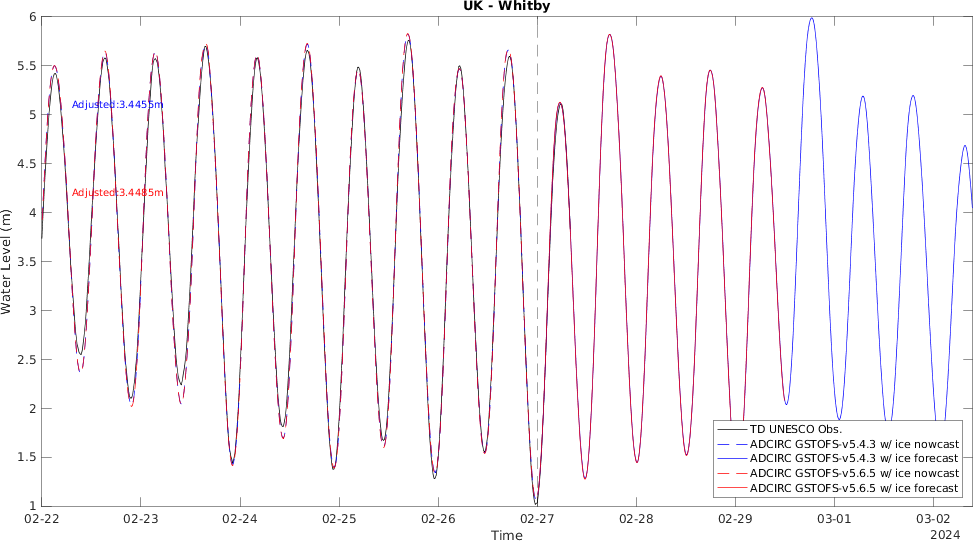 UK - Whitby
6
5.5
5
4.5
4
3.5
3
2.5
2
1.5
1
Water Level (m)
Adjusted:3.4455m
Adjusted:3.4485m
TD UNESCO Obs.
ADCIRC GSTOFS-v5.4.3 w/ ice nowcast
ADCIRC GSTOFS-v5.4.3 w/ ice forecast
ADCIRC GSTOFS-v5.6.5 w/ ice nowcast
ADCIRC GSTOFS-v5.6.5 w/ ice forecast
02-22 02-23 02-24 02-25 02-26 02-27 02-28 02-29 03-01 03-02
Time
2024